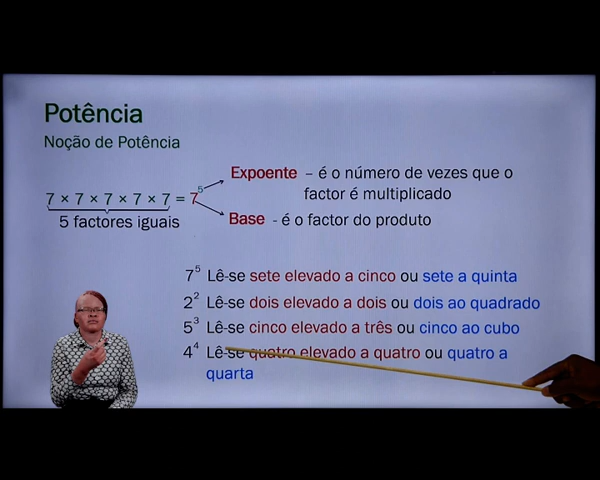 Potência
Noção de Potência
Expoente – é o número de vezes que o
factor é multiplicado
7 × 7 × 7 × 7 × 7 = 7⁵
5 factores iguais
Base - é o factor do produto
7⁵ Lê-se sete elevado a cinco ou sete a quinta
2² Lê-se dois elevado a dois ou dois ao quadrado
5³ Lê-se cinco elevado a três ou cinco ao cubo
4⁴ Lê-se quatro elevado a quatro ou quatro a
quarta